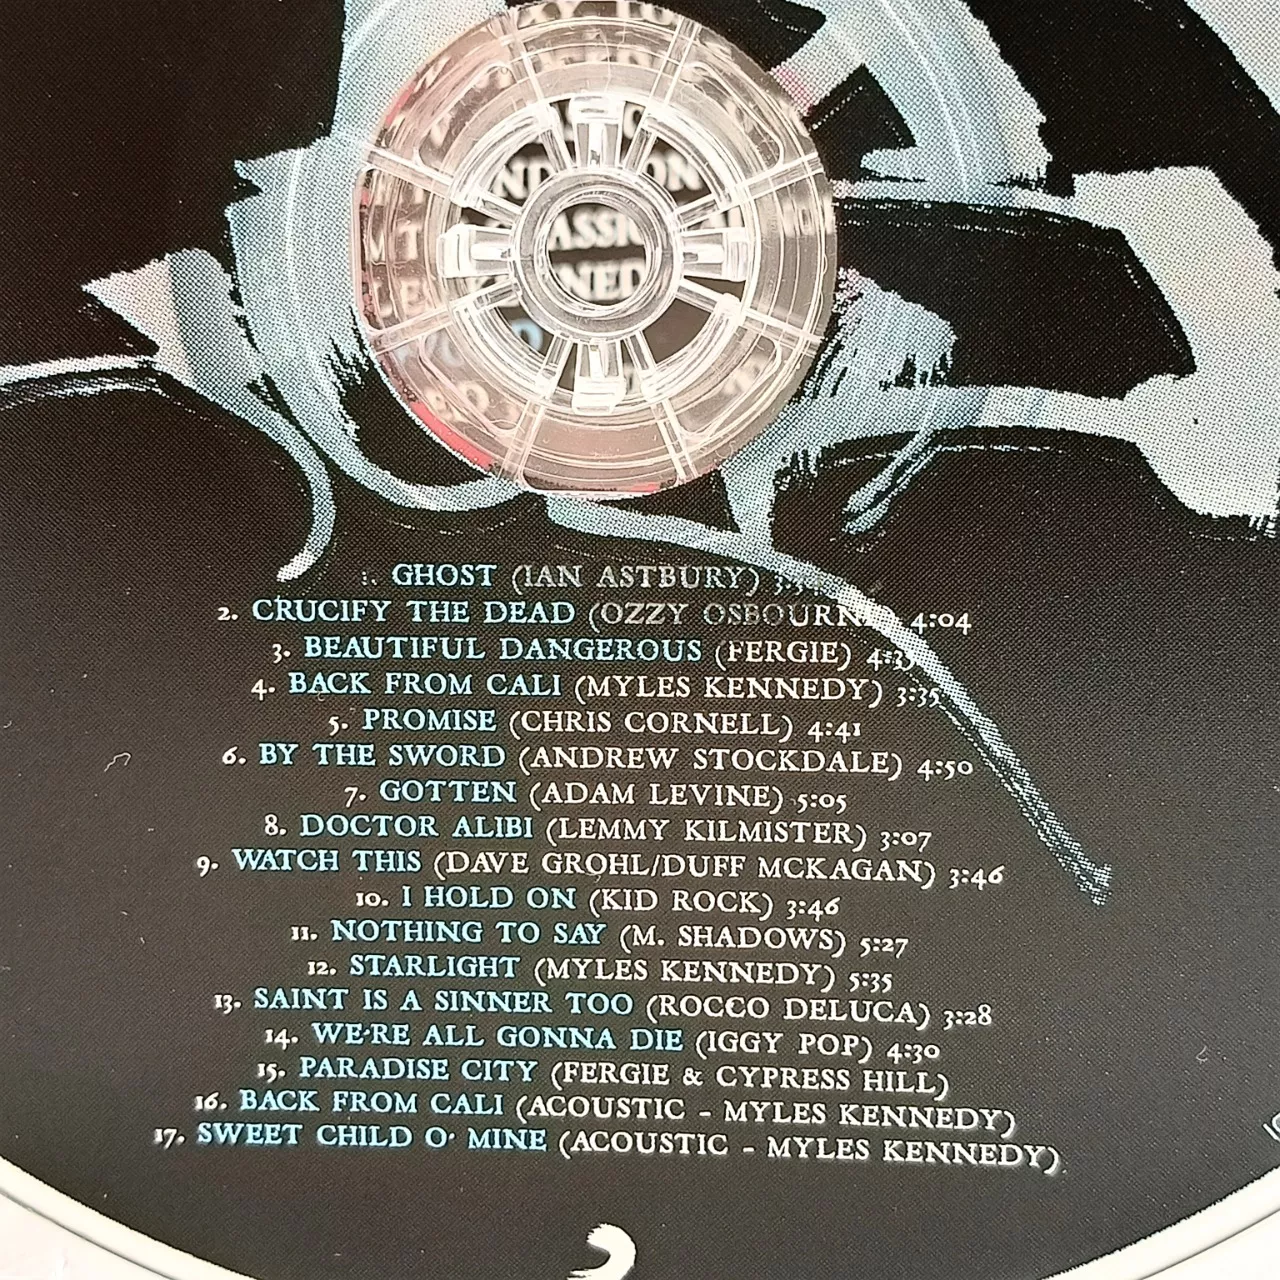 1. GHOST (IAN ASTBURY) 3:34
2. CRUCIFY THE DEAD (OZZY OSBOURNE) 4:04
3. BEAUTIFUL DANGEROUS (FERGIE) 4:35
4. BACK FROM CALI (MYLES KENNEDY) 3:35
5. PROMISE (CHRIS CORNELL) 4:41
6. BY THE SWORD (ANDREW STOCKDALE) 4:50
7. GOTTEN (ADAM LEVINE) 5:05
8. DOCTOR ALIBI (LEMMY KILMISTER) 3:07
9. WATCH THIS (DAVE GROHL/DUFF MCKAGAN) 3:46
10. I HOLD ON (KID ROCK) 3:46
11. NOTHING TO SAY (M. SHADOWS) 5:27
12. STARLIGHT (MYLES KENNEDY) 5:35
13. SAINT IS A SINNER TOO (ROCCO DELUCA) 3:28
14. WE'RE ALL GONNA DIE (IGGY POP) 4:30
15. PARADISE CITY (FERGIE & CYPRESS HILL)
16. BACK FROM CALI (ACOUSTIC - MYLES KENNEDY)
17. SWEET CHILD O' MINE (ACOUSTIC - MYLES KENNEDY)